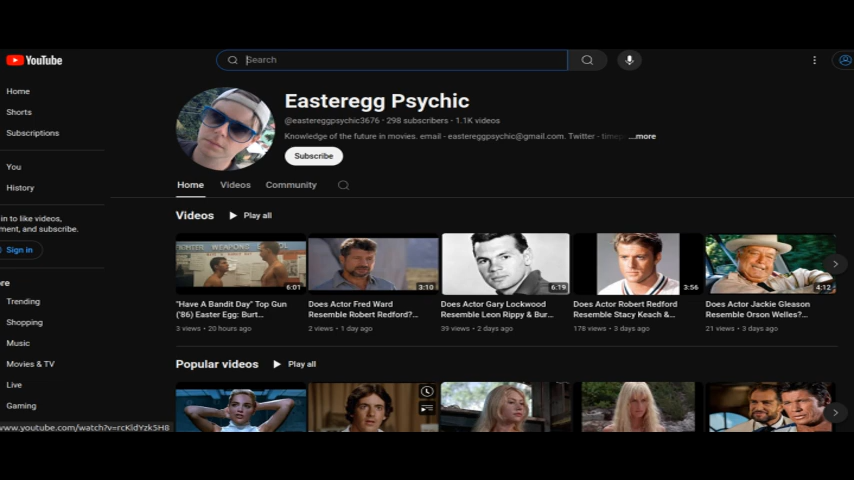 YouTube
Search
Home
Shorts
Subscriptions
You
History
in to like videos,
ment, and subscribe.
Sign in
re
Trending
Shopping
Music
Movies & TV
Live
Gaming
www.youtube.com/watch?v=rcKldYzk5H8
Easteregg Psychic
@eastereggpsychic3676 · 298 subscribers · 1.1K videos
Knowledge of the future in movies. email - eastereggpsychic@gmail.com. Twitter - ...more
Subscribe
Home Videos Community
Videos Play all
6:01 3:10 6:19 3:56 4:12
"Have A Bandit Day" Top Gun
('86) Easter Egg: Burt...
3 views • 20 hours ago
Does Actor Fred Ward
Resemble Robert Redford?...
2 views • 1 day ago
Does Actor Gary Lockwood
Resemble Leon Rippy & Bur...
39 views • 2 days ago
Does Actor Robert Redford
Resemble Stacy Keach &...
178 views • 3 days ago
Does Actor Jackie Gleason
Resemble Orson Welles?...
21 views • 3 days ago
Popular videos Play all